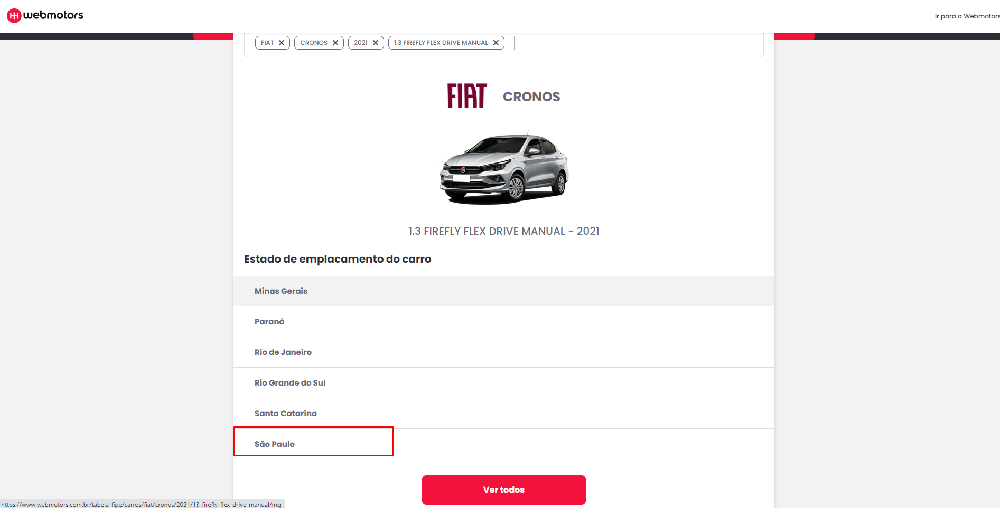 webmotors
Ir para a Webmotors
FIAT
CRONOS
2021
1.3 FIREFLY FLEX DRIVE MANUAL
FIAT CRONOS
1.3 FIREFLY FLEX DRIVE MANUAL - 2021
Estado de emplacamento do carro
Minas Gerais
Paraná
Rio de Janeiro
Rio Grande do Sul
Santa Catarina
São Paulo
Ver todos
https://www.webmotors.com.br/tabela-fipe/carros/fiat/cronos/2021/13-firefly-flex-drive-manual/mg